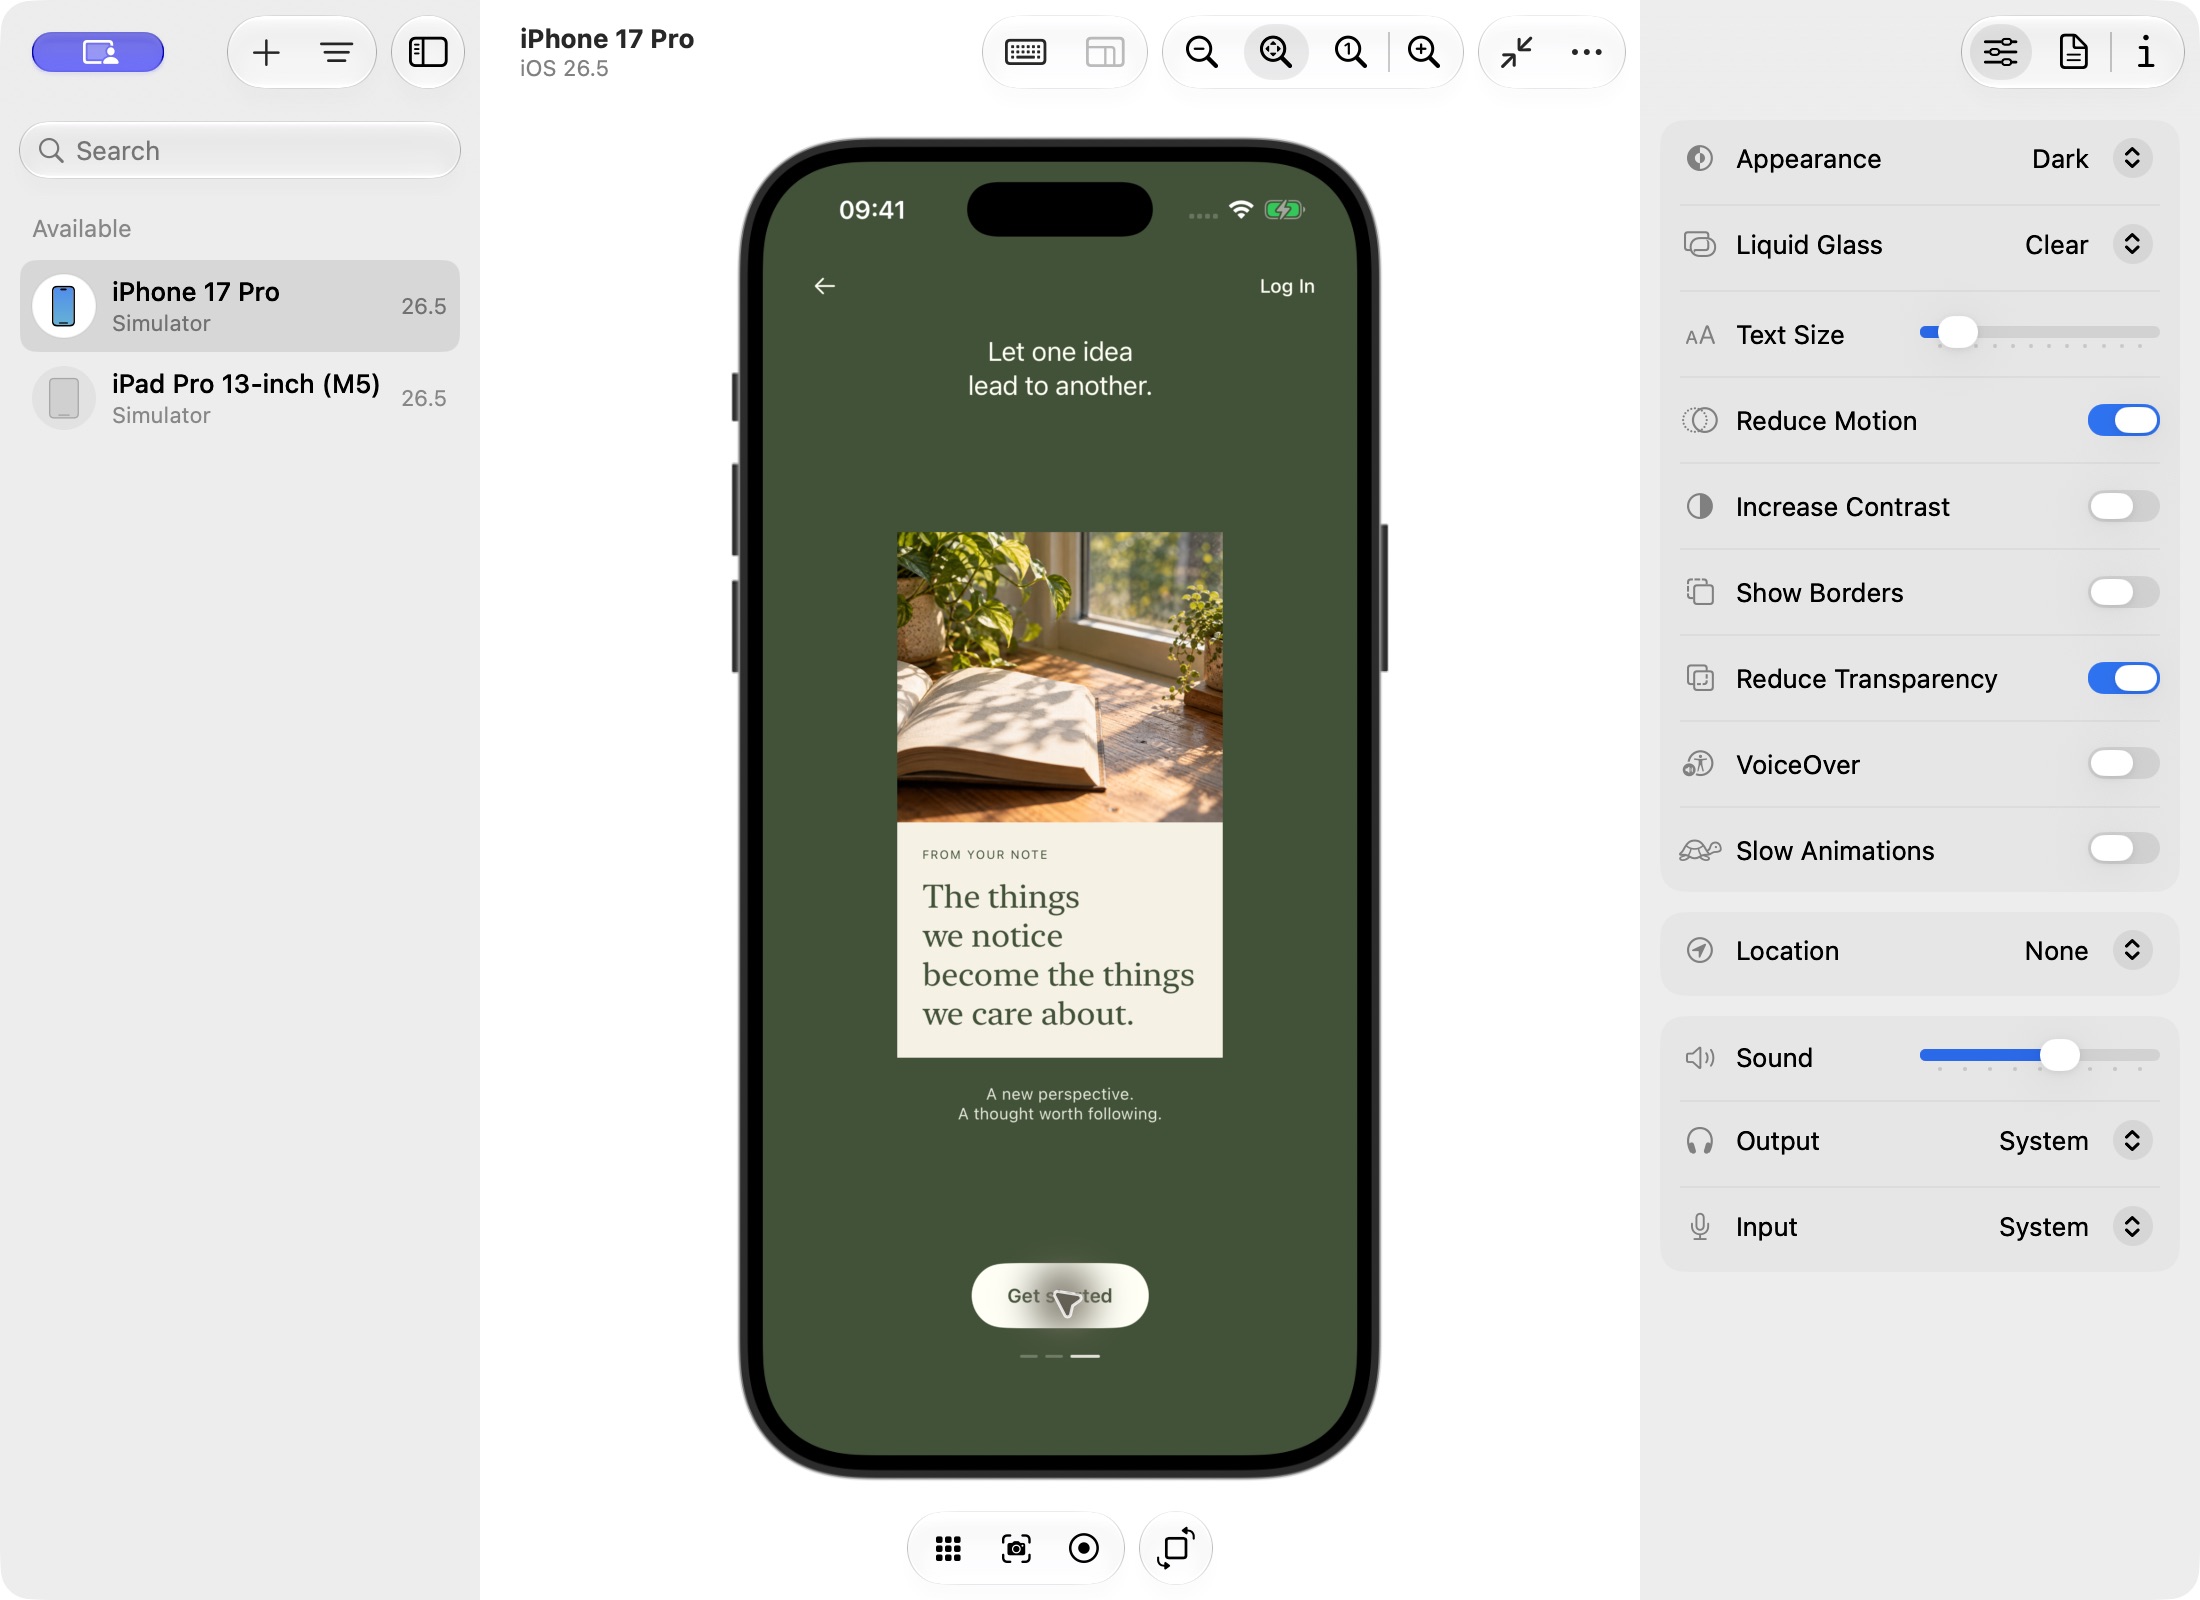 iPhone 17 Pro
iOS 26.5
Search
Available
iPhone 17 Pro
Simulator
26.5
iPad Pro 13-inch (M5)
Simulator
26.5
09:41
Log In
Let one idea
lead to another.
FROM YOUR NOTE
The things
we notice
become the things
we care about.
A new perspective.
A thought worth following.
Get
Appearance
Dark
Liquid Glass
Clear
Text Size
Reduce Motion
Increase Contrast
Show Borders
Reduce Transparency
VoiceOver
Slow Animations
Location
None
Sound
Output
System
Input
System